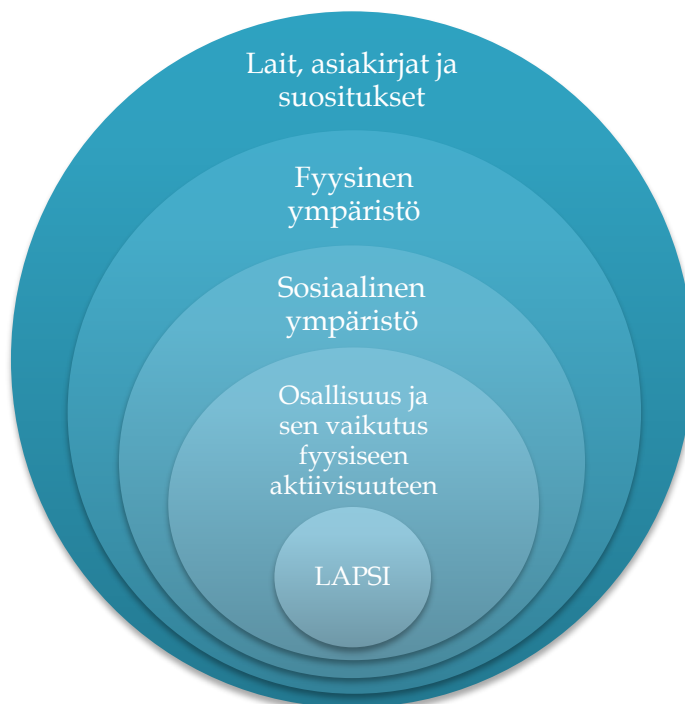 Lait, asiakirjat ja
suositukset
Fyysinen
ympäristö
Sosiaalinen
ympäristö
Osallisuus ja
sen vaikutus
fyysiseen
aktiivisuuteen
LAPSI